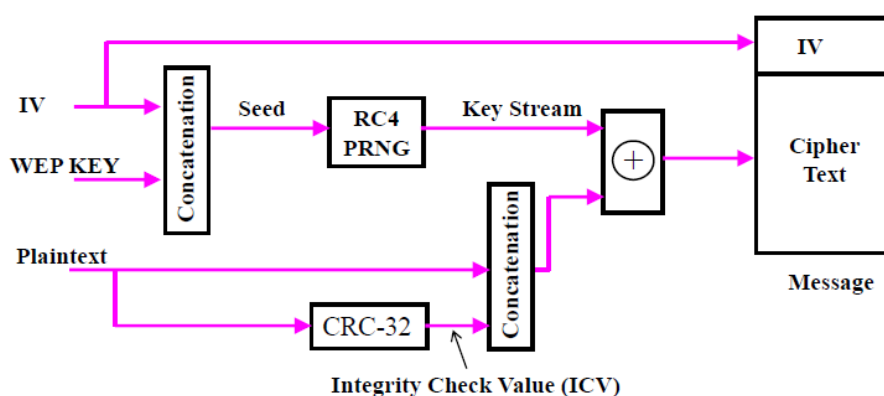 IV
IV
Concatenation
Seed
RC4
PRNG
Key Stream
+
Cipher
Text
WEP KEY
Plaintext
Concatenation
CRC-32
Message
Integrity Check Value (ICV)